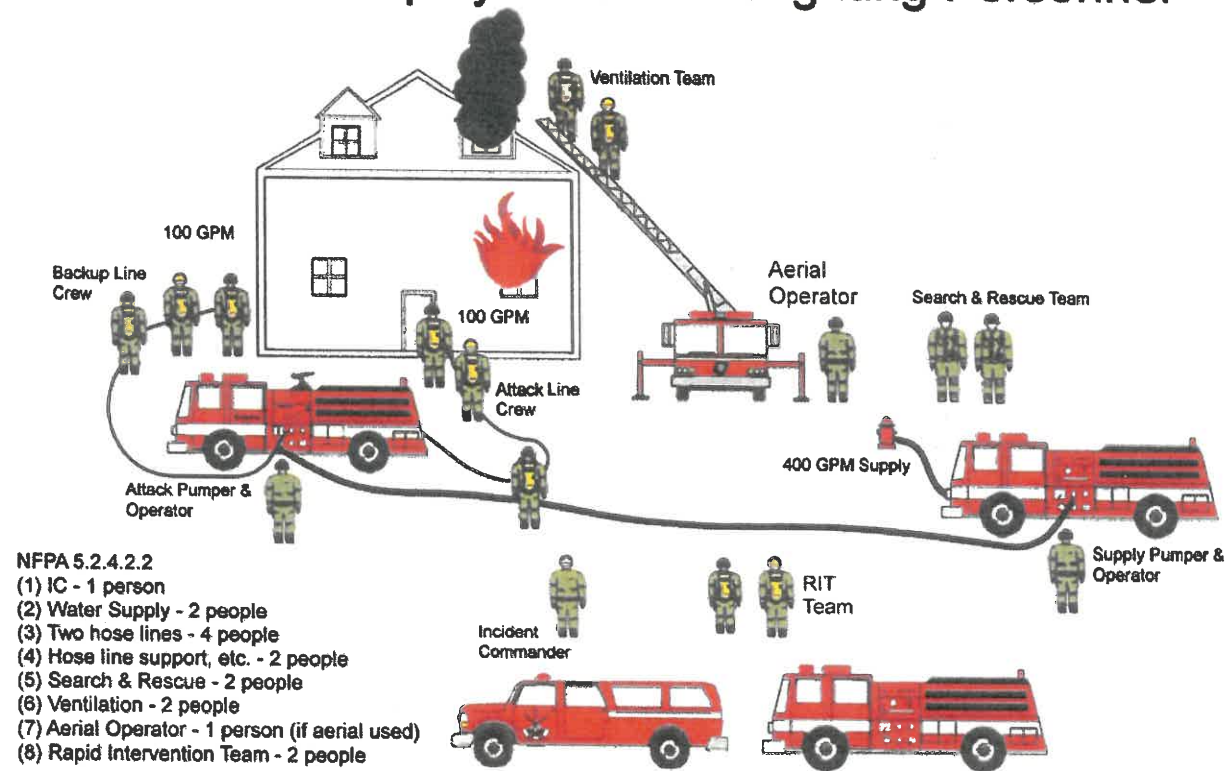 Personnel
Ventilation Team
100 GPM
Backup Line
Crew
100 GPM
Aerial
Operator
Search & Rescue Team
Attack Line
Crew
400 GPM Supply
Attack Pumper &
Operator
Supply Pumper &
Operator
RIT
Team
Incident
Commander
NFPA 5.2.4.2.2
(1) IC - 1 person
(2) Water Supply - 2 people
(3) Two hose lines - 4 people
(4) Hose line support, etc. - 2 people
(5) Search & Rescue - 2 people
(6) Ventilation - 2 people
(7) Aerial Operator - 1 person (if aerial used)
(8) Rapid Intervention Team - 2 people